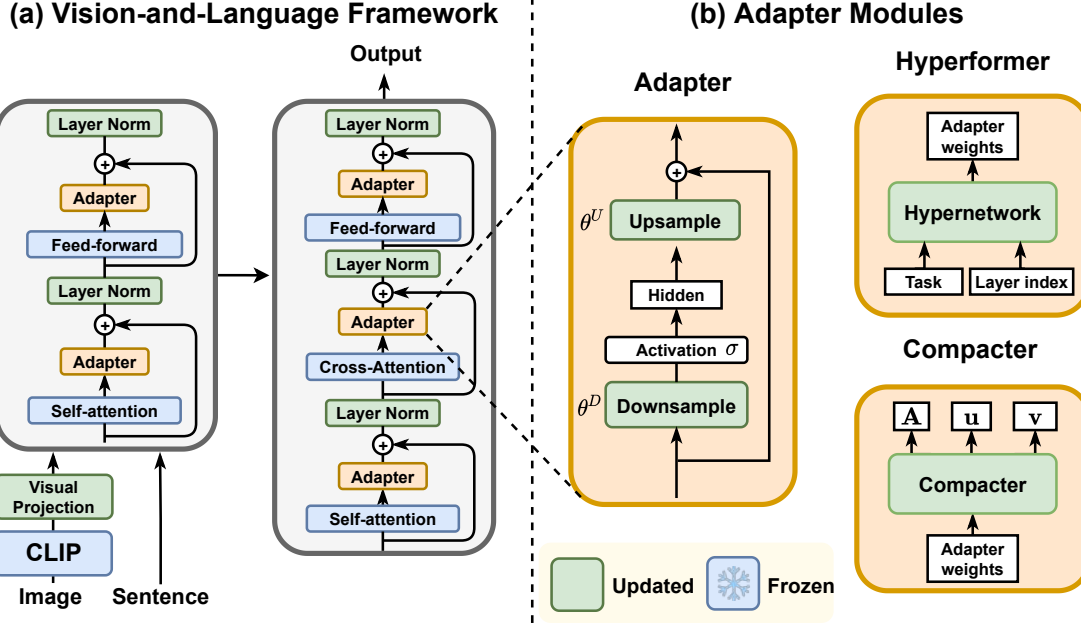 (a) Vision-and-Language Framework
Output
Layer Norm
+
Adapter
Feed-forward
Layer Norm
+
Adapter
Self-attention
Visual
Projection
CLIP
Image
Sentence
Layer Norm
+
Adapter
Feed-forward
Layer Norm
+
Adapter
Cross-Attention
Layer Norm
+
Adapter
Self-attention
(b) Adapter Modules
Adapter
+
θ^U Upsample
Hidden
Activation σ
θ^D Downsample
Hyperformer
Adapter
weights
Hypernetwork
Task Layer index
Compacter
A u v
Compacter
Adapter
weights
Updated Frozen